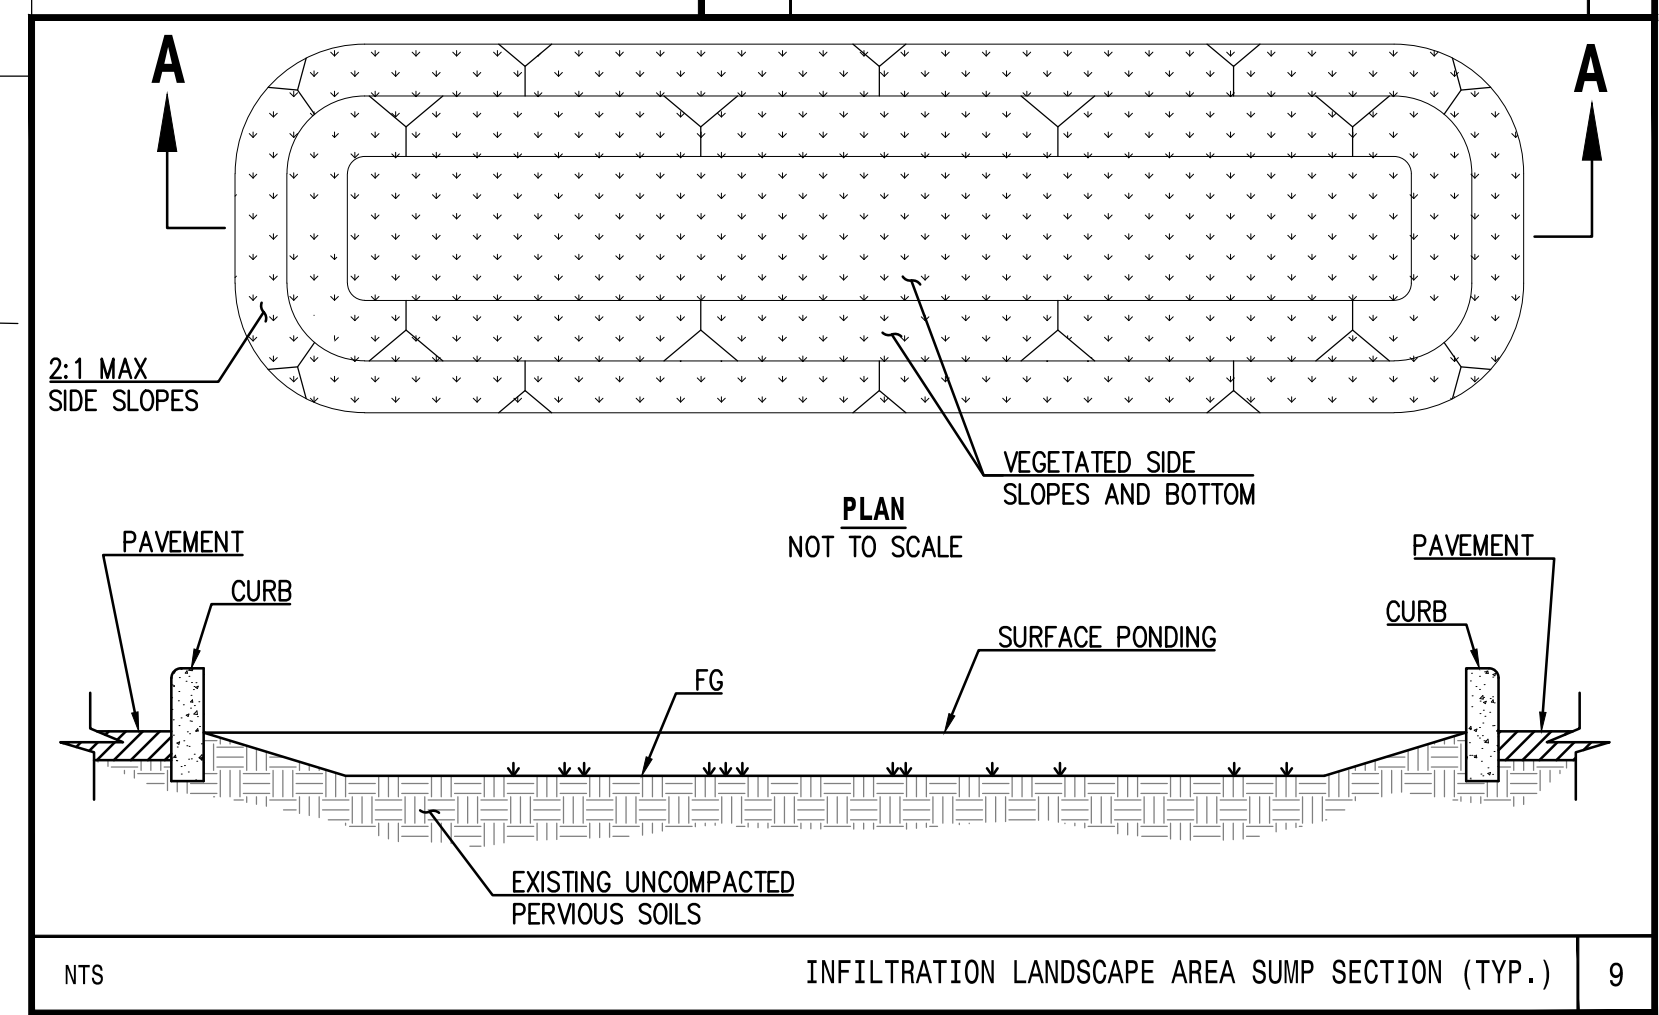 A
A
2:1 MAX
SIDE SLOPES
VEGETATED SIDE
SLOPES AND BOTTOM
PLAN
NOT TO SCALE
PAVEMENT
CURB
FG
SURFACE PONDING
CURB
PAVEMENT
EXISTING UNCOMPACTED
PERVIOUS SOILS
NTS
INFILTRATION LANDSCAPE AREA SUMP SECTION (TYP.)
9